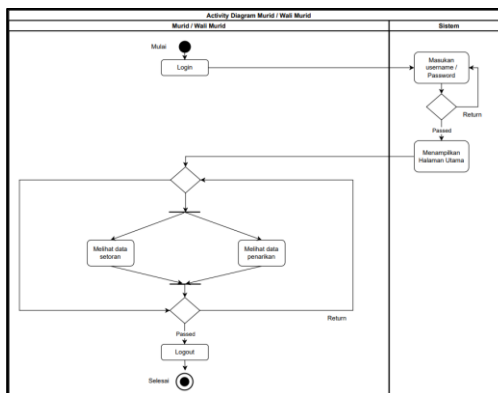 Activity Diagram Murid / Wali Murid
Murid / Wali Murid
Sistem
Mulai
Login
Masukan
username /
Password
Return
Passed
Menampilkan
Halaman Utama
Melihat data
setoran
Melihat data
penarikan
Return
Passed
Logout
Selesai